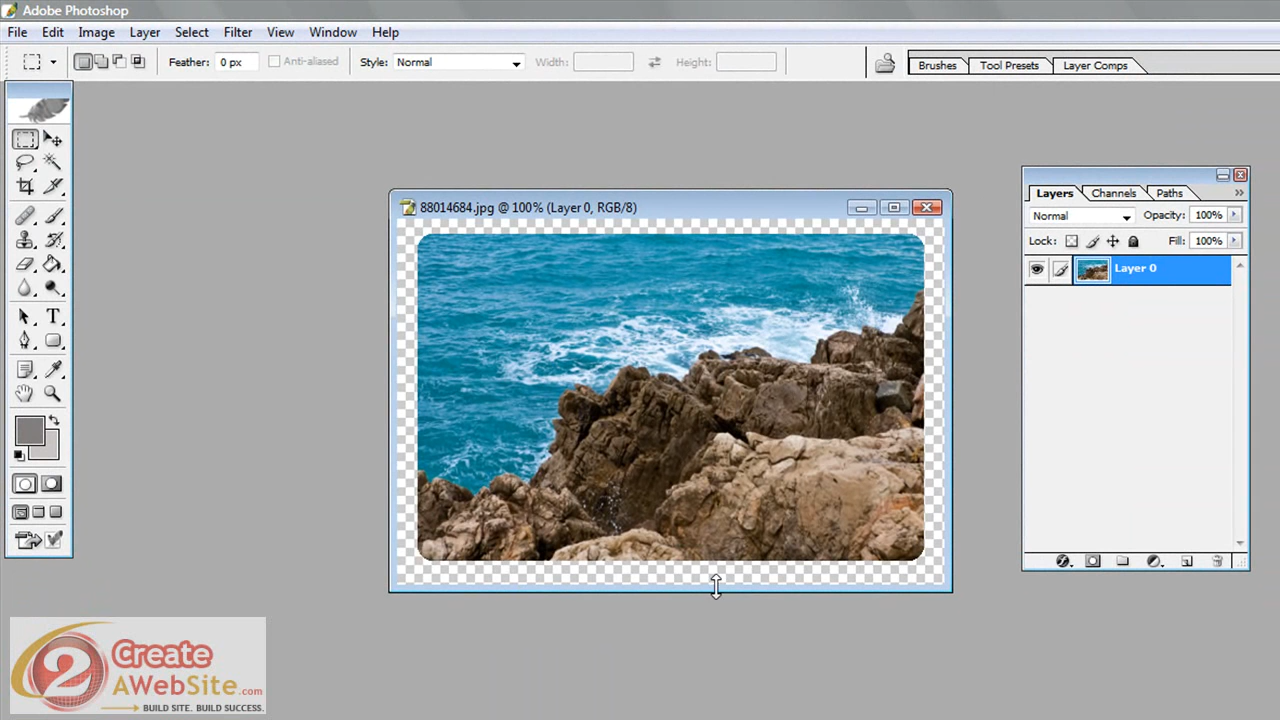 Adobe Photoshop
File Edit Image Layer Select Filter View Window Help
Feather: 0 px Anti-aliased Style: Normal Width: Height: Brushes Tool Presets Layer Comps
88014684.jpg @ 100% (Layer 0, RGB/8)
Layers Channels Paths
Normal Opacity: 100%
Lock: Fill: 100%
Layer 0
T
2 Create
AWebSite.com
BUILD SITE. BUILD SUCCESS.